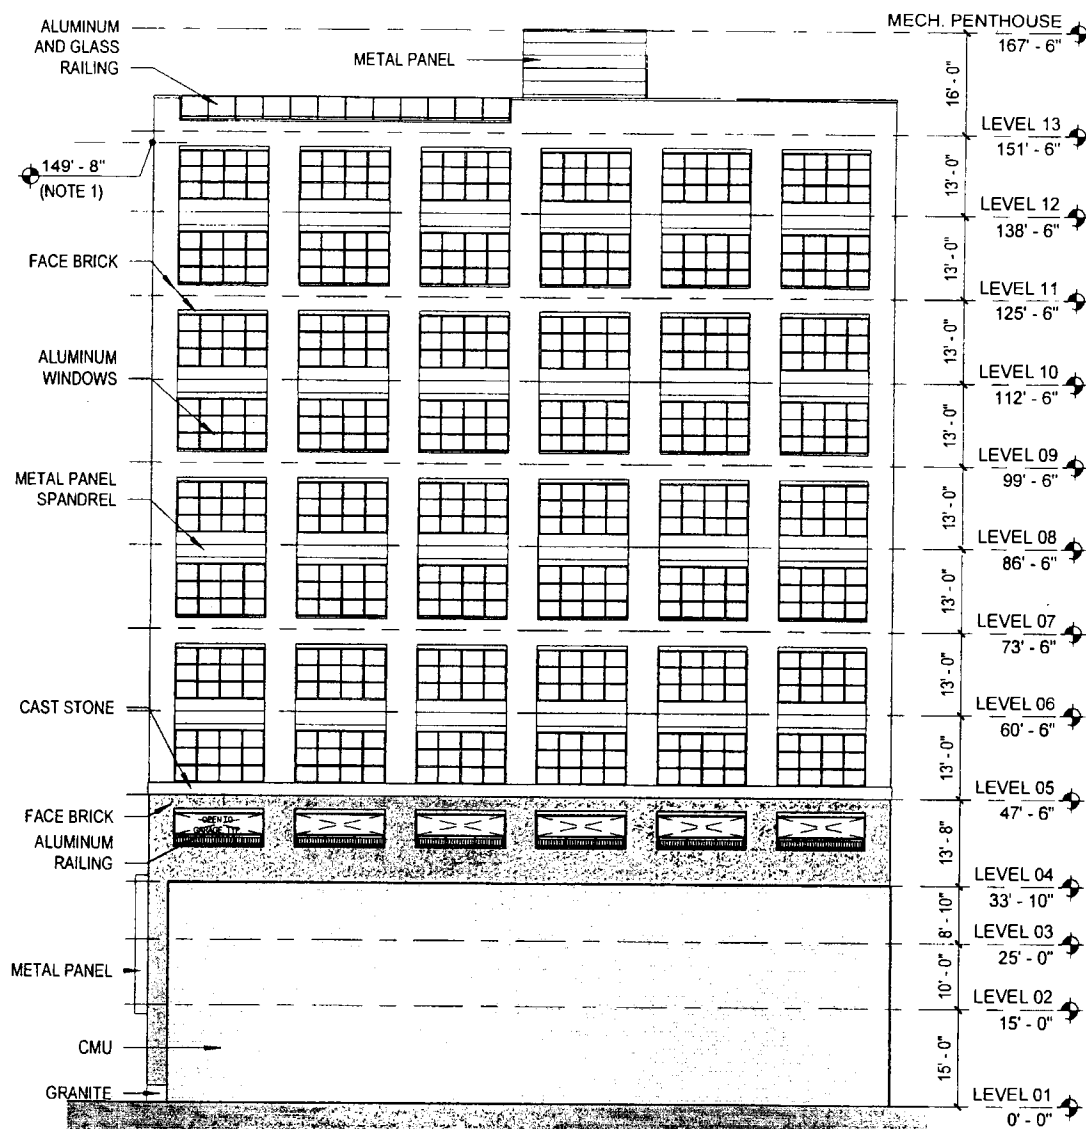 ALUMINUM
AND GLASS
RAILING
METAL PANEL
149' - 8"
(NOTE 1)
FACE BRICK
ALUMINUM
WINDOWS
METAL PANEL
SPANDREL
CAST STONE
FACE BRICK
ALUMINUM
RAILING
OPEN TO
GARAGE TYP
METAL PANEL
CMU
GRANITE
MECH. PENTHOUSE
167' - 6"
16' - 0"
LEVEL 13
151' - 6"
13' - 0"
LEVEL 12
138' - 6"
13' - 0"
LEVEL 11
125' - 6"
13' - 0"
LEVEL 10
112' - 6"
13' - 0"
LEVEL 09
99' - 6"
13' - 0"
LEVEL 08
86' - 6"
13' - 0"
LEVEL 07
73' - 6"
13' - 0"
LEVEL 06
60' - 6"
13' - 0"
LEVEL 05
47' - 6"
13' - 8"
LEVEL 04
33' - 10"
8' - 10"
LEVEL 03
25' - 0"
10' - 0"
LEVEL 02
15' - 0"
15' - 0"
LEVEL 01
0' - 0"